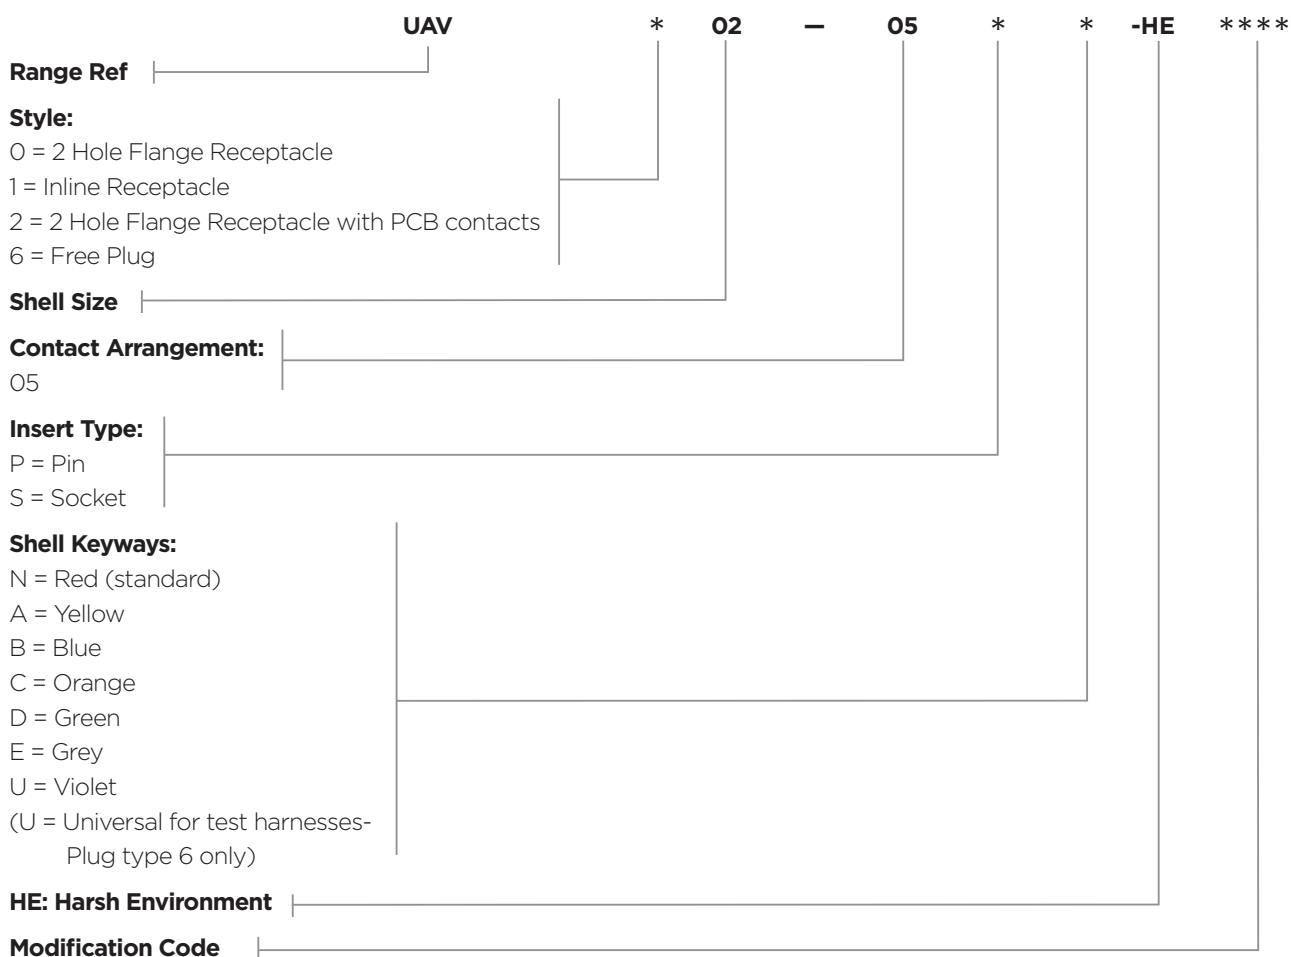 UAV * 02 — 05 * * -HE ****
Range Ref
Style:
0 = 2 Hole Flange Receptacle
1 = Inline Receptacle
2 = 2 Hole Flange Receptacle with PCB contacts
6 = Free Plug
Shell Size
Contact Arrangement:
05
Insert Type:
P = Pin
S = Socket
Shell Keyways:
N = Red (standard)
A = Yellow
B = Blue
C = Orange
D = Green
E = Grey
U = Violet
(U = Universal for test harnesses-
Plug type 6 only)
HE: Harsh Environment
Modification Code